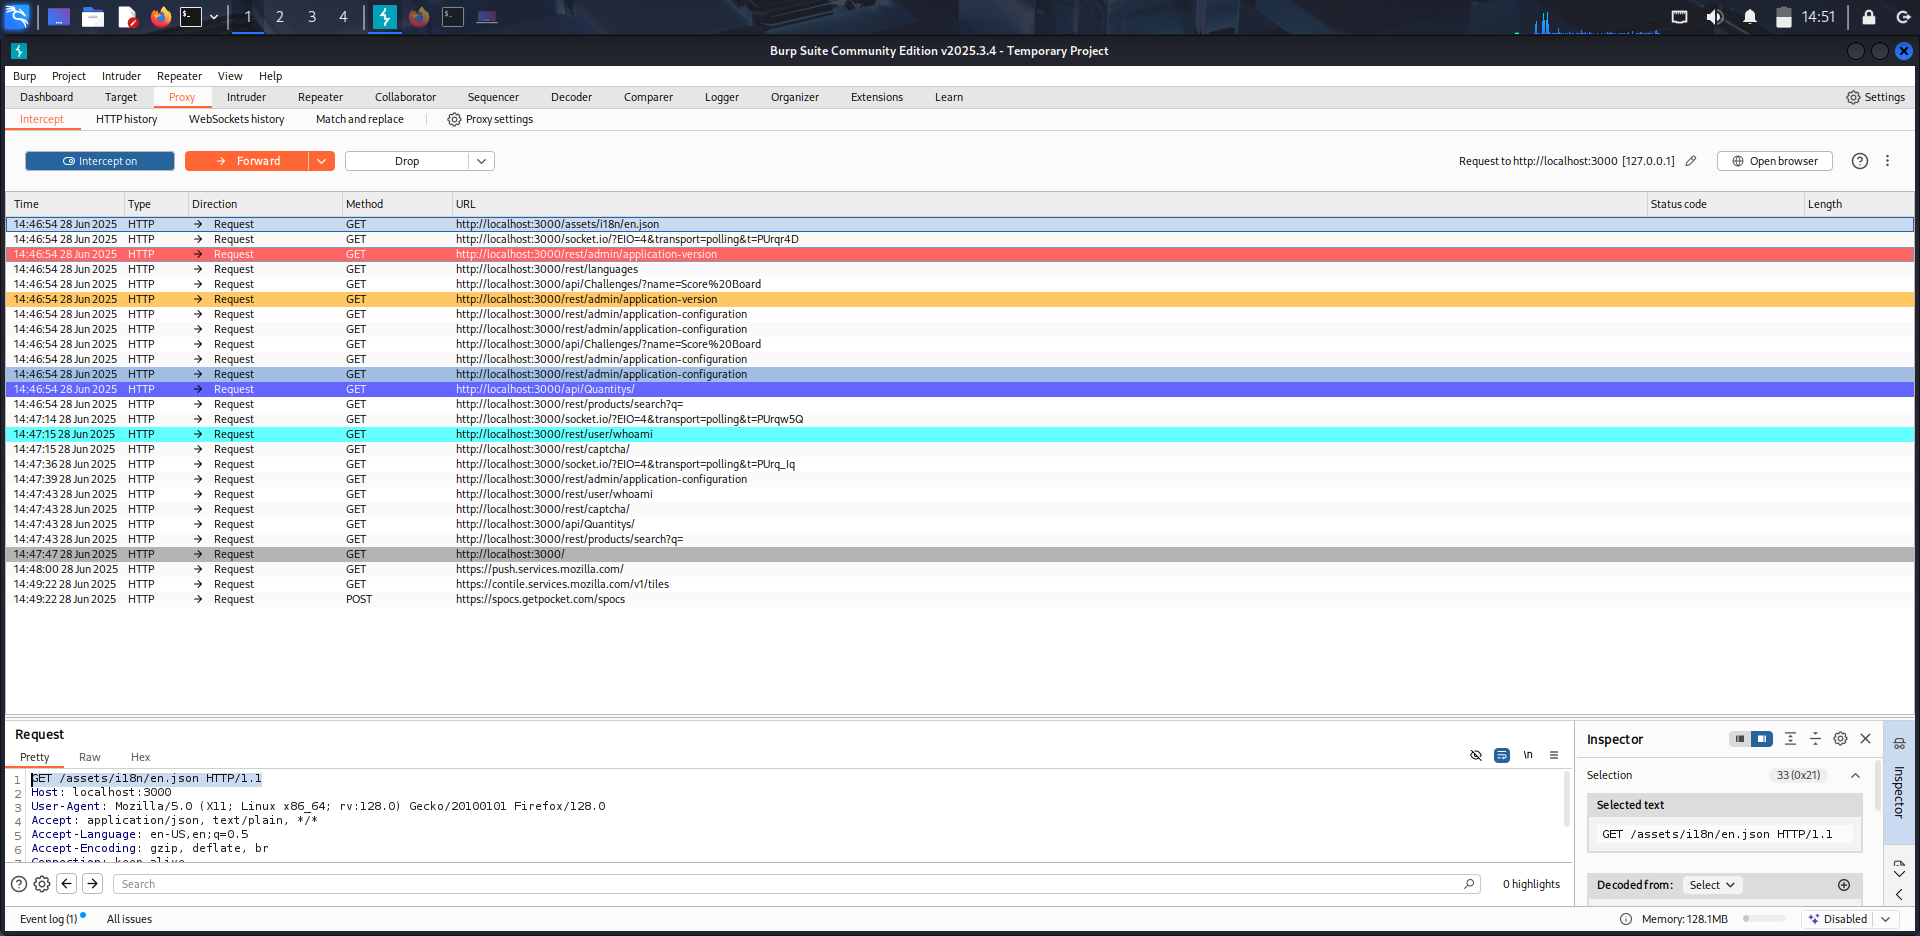 1 2 3 4 14:51
Burp Suite Community Edition v2025.3.4 - Temporary Project
Burp Project Intruder Repeater View Help
Dashboard Target Proxy Intruder Repeater Collaborator Sequencer Decoder Comparer Logger Organizer Extensions Learn Settings
Intercept HTTP history WebSockets history Match and replace Proxy settings
Intercept on Forward Drop Request to http://localhost:3000 [127.0.0.1] Open browser
Time Type Direction Method URL Status code Length
14:46:54 28 Jun 2025 HTTP → Request GET http://localhost:3000/assets/i18n/en.json
14:46:54 28 Jun 2025 HTTP → Request GET http://localhost:3000/socket.io/?EIO=4&transport=polling&t=PUrqr4D
14:46:54 28 Jun 2025 HTTP → Request GET http://localhost:3000/rest/admin/application-version
14:46:54 28 Jun 2025 HTTP → Request GET http://localhost:3000/rest/languages
14:46:54 28 Jun 2025 HTTP → Request GET http://localhost:3000/api/Challenges/?name=Score%20Board
14:46:54 28 Jun 2025 HTTP → Request GET http://localhost:3000/rest/admin/application-version
14:46:54 28 Jun 2025 HTTP → Request GET http://localhost:3000/rest/admin/application-configuration
14:46:54 28 Jun 2025 HTTP → Request GET http://localhost:3000/rest/admin/application-configuration
14:46:54 28 Jun 2025 HTTP → Request GET http://localhost:3000/api/Challenges/?name=Score%20Board
14:46:54 28 Jun 2025 HTTP → Request GET http://localhost:3000/rest/admin/application-configuration
14:46:54 28 Jun 2025 HTTP → Request GET http://localhost:3000/rest/admin/application-configuration
14:46:54 28 Jun 2025 HTTP → Request GET http://localhost:3000/api/Quantitys/
14:46:54 28 Jun 2025 HTTP → Request GET http://localhost:3000/rest/products/search?q=
14:47:14 28 Jun 2025 HTTP → Request GET http://localhost:3000/socket.io/?EIO=4&transport=polling&t=PUrqw5Q
14:47:15 28 Jun 2025 HTTP → Request GET http://localhost:3000/rest/user/whoami
14:47:15 28 Jun 2025 HTTP → Request GET http://localhost:3000/rest/captcha/
14:47:36 28 Jun 2025 HTTP → Request GET http://localhost:3000/socket.io/?EIO=4&transport=polling&t=PUrq_Iq
14:47:39 28 Jun 2025 HTTP → Request GET http://localhost:3000/rest/admin/application-configuration
14:47:43 28 Jun 2025 HTTP → Request GET http://localhost:3000/rest/user/whoami
14:47:43 28 Jun 2025 HTTP → Request GET http://localhost:3000/rest/captcha/
14:47:43 28 Jun 2025 HTTP → Request GET http://localhost:3000/api/Quantitys/
14:47:43 28 Jun 2025 HTTP → Request GET http://localhost:3000/rest/products/search?q=
14:47:47 28 Jun 2025 HTTP → Request GET http://localhost:3000/
14:48:00 28 Jun 2025 HTTP → Request GET https://push.services.mozilla.com/
14:49:22 28 Jun 2025 HTTP → Request GET https://contile.services.mozilla.com/v1/tiles
14:49:22 28 Jun 2025 HTTP → Request POST https://spocs.getpocket.com/spocs
Request
Pretty Raw Hex \n
1 GET /assets/i18n/en.json HTTP/1.1
2 Host: localhost:3000
3 User-Agent: Mozilla/5.0 (X11; Linux x86_64; rv:128.0) Gecko/20100101 Firefox/128.0
4 Accept: application/json, text/plain, */*
5 Accept-Language: en-US,en;q=0.5
6 Accept-Encoding: gzip, deflate, br
7 Connection: keep-alive
Search 0 highlights
Inspector
Selection 33 (0x21)
Selected text
GET /assets/i18n/en.json HTTP/1.1
Decoded from: Select
Inspector
Event log (1) All issues Memory: 128.1MB Disabled